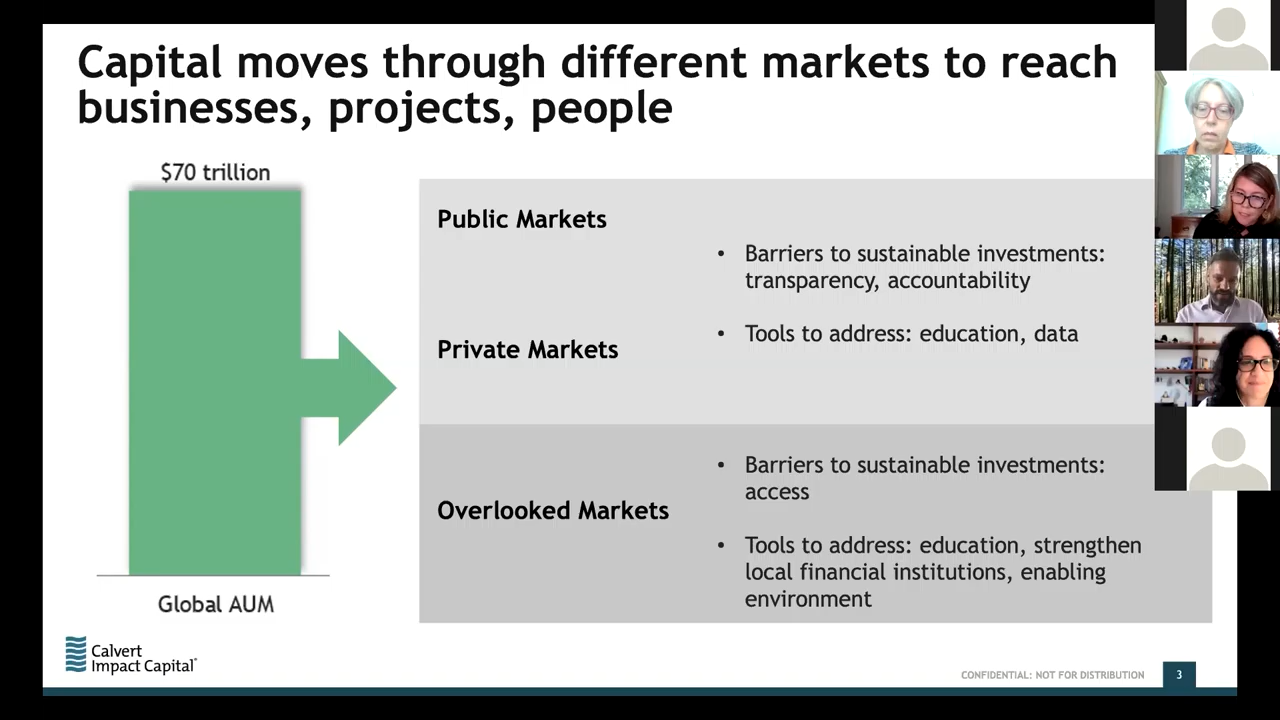 Capital moves through different markets to reach
businesses, projects, people
$70 trillion
Global AUM
Public Markets
• Barriers to sustainable investments:
transparency, accountability
• Tools to address: education, data
Private Markets
Overlooked Markets
• Barriers to sustainable investments:
access
• Tools to address: education, strengthen
local financial institutions, enabling
environment
Calvert
Impact Capital®
CONFIDENTIAL: NOT FOR DISTRIBUTION
3